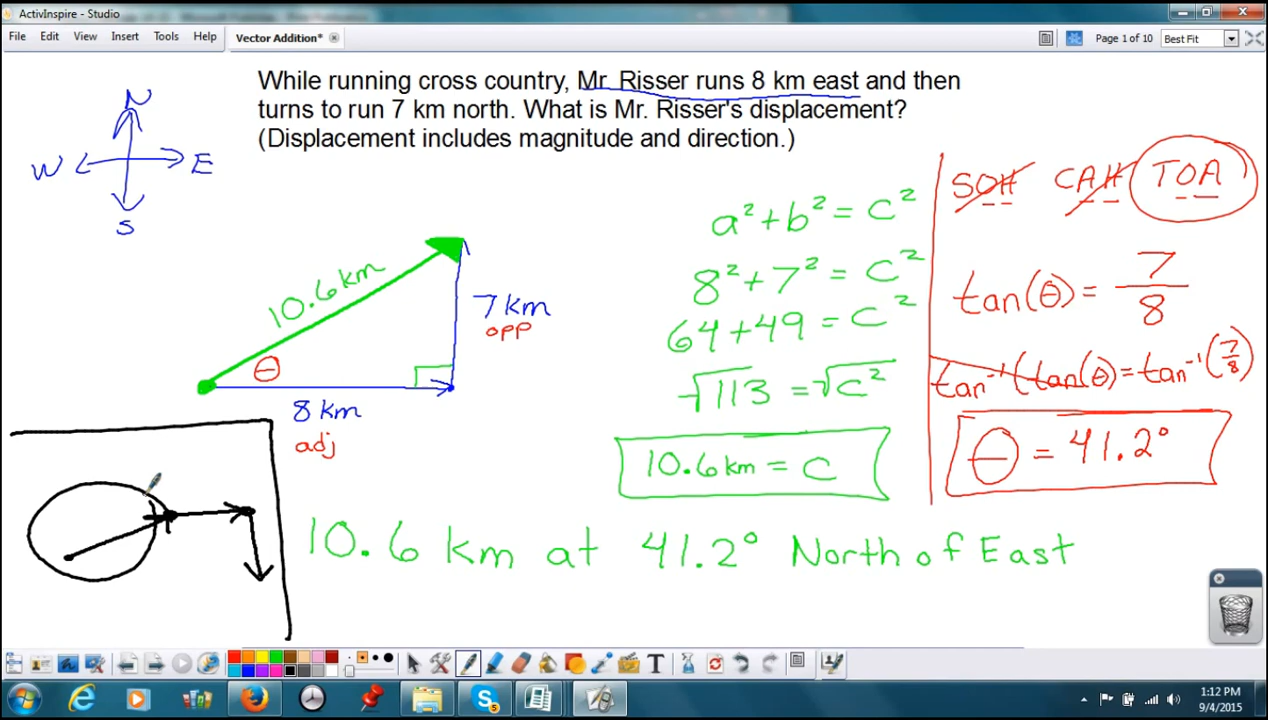 ActivInspire - Studio
File Edit View Insert Tools Help
Vector Addition*
Page 1 of 10
Best Fit
While running cross country, Mr. Risser runs 8 km east and then
turns to run 7 km north. What is Mr. Risser's displacement?
(Displacement includes magnitude and direction.)
N
W E
S
10.6 km
7 km
opp
θ
8 km
adj
a² + b² = c²
8² + 7² = c²
64 + 49 = c²
√113 = √c²
10.6 km = c
SOH CAH TOA
tan(θ) = 7/8
tan⁻¹(tan(θ) = tan⁻¹(7/8)
θ = 41.2°
10.6 km at 41.2° North of East
T
1:12 PM
9/4/2015